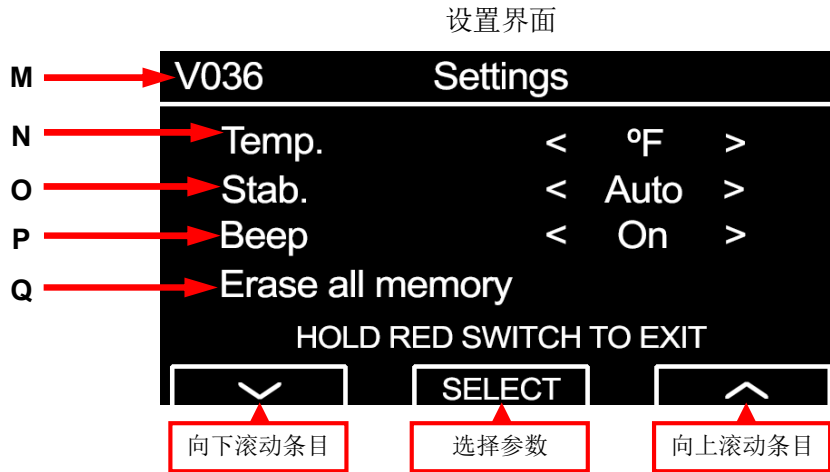 设置界面
M V036 Settings
N Temp. < ºF >
O Stab. < Auto >
P Beep < On >
Q Erase all memory
HOLD RED SWITCH TO EXIT
SELECT
向下滚动条目 选择参数 向上滚动条目